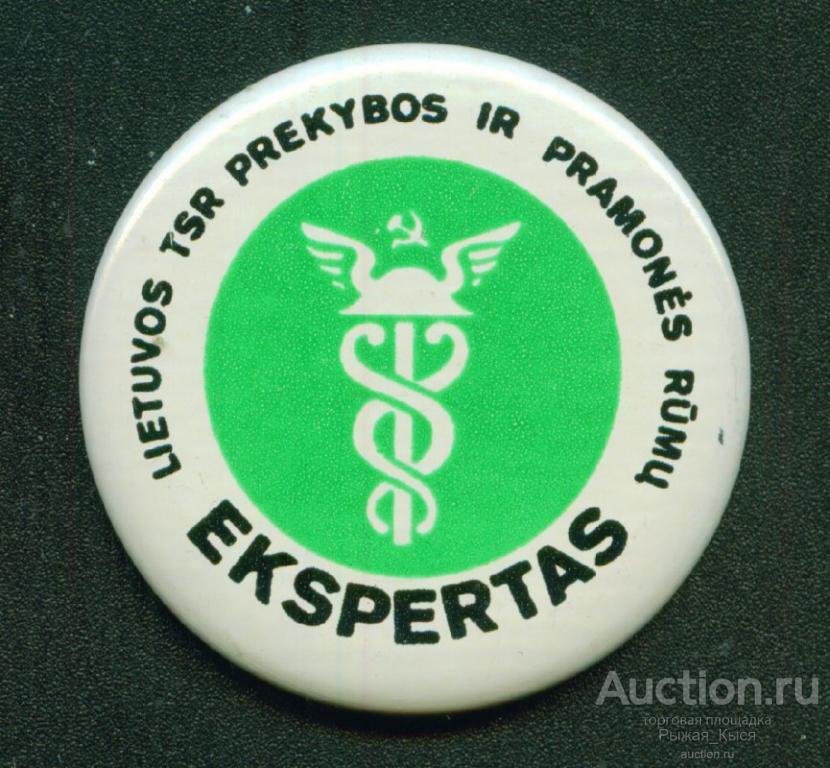 LIETUVOS TSR PREKYBOS IR PRAMONĖS RŪMŲ
EKSPERTAS
Auction.ru
торговая площадка
Рыжая_Кыся
auction.ru